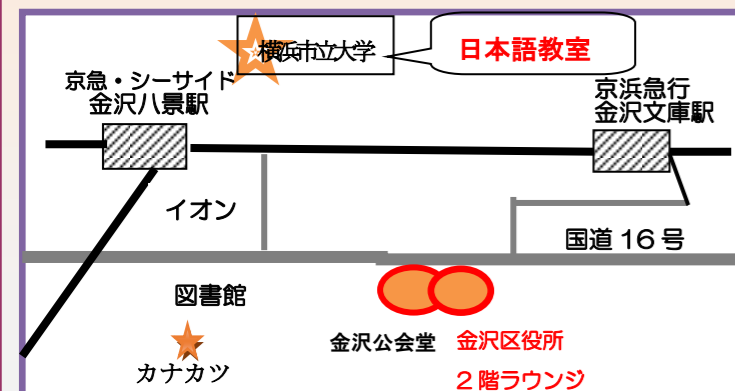 横浜市立大学
日本語教室
京急・シーサイド
金沢八景駅
京浜急行
金沢文庫駅
イオン
国道 16 号
図書館
カナカツ
金沢公会堂
金沢区役所
2 階ラウンジ